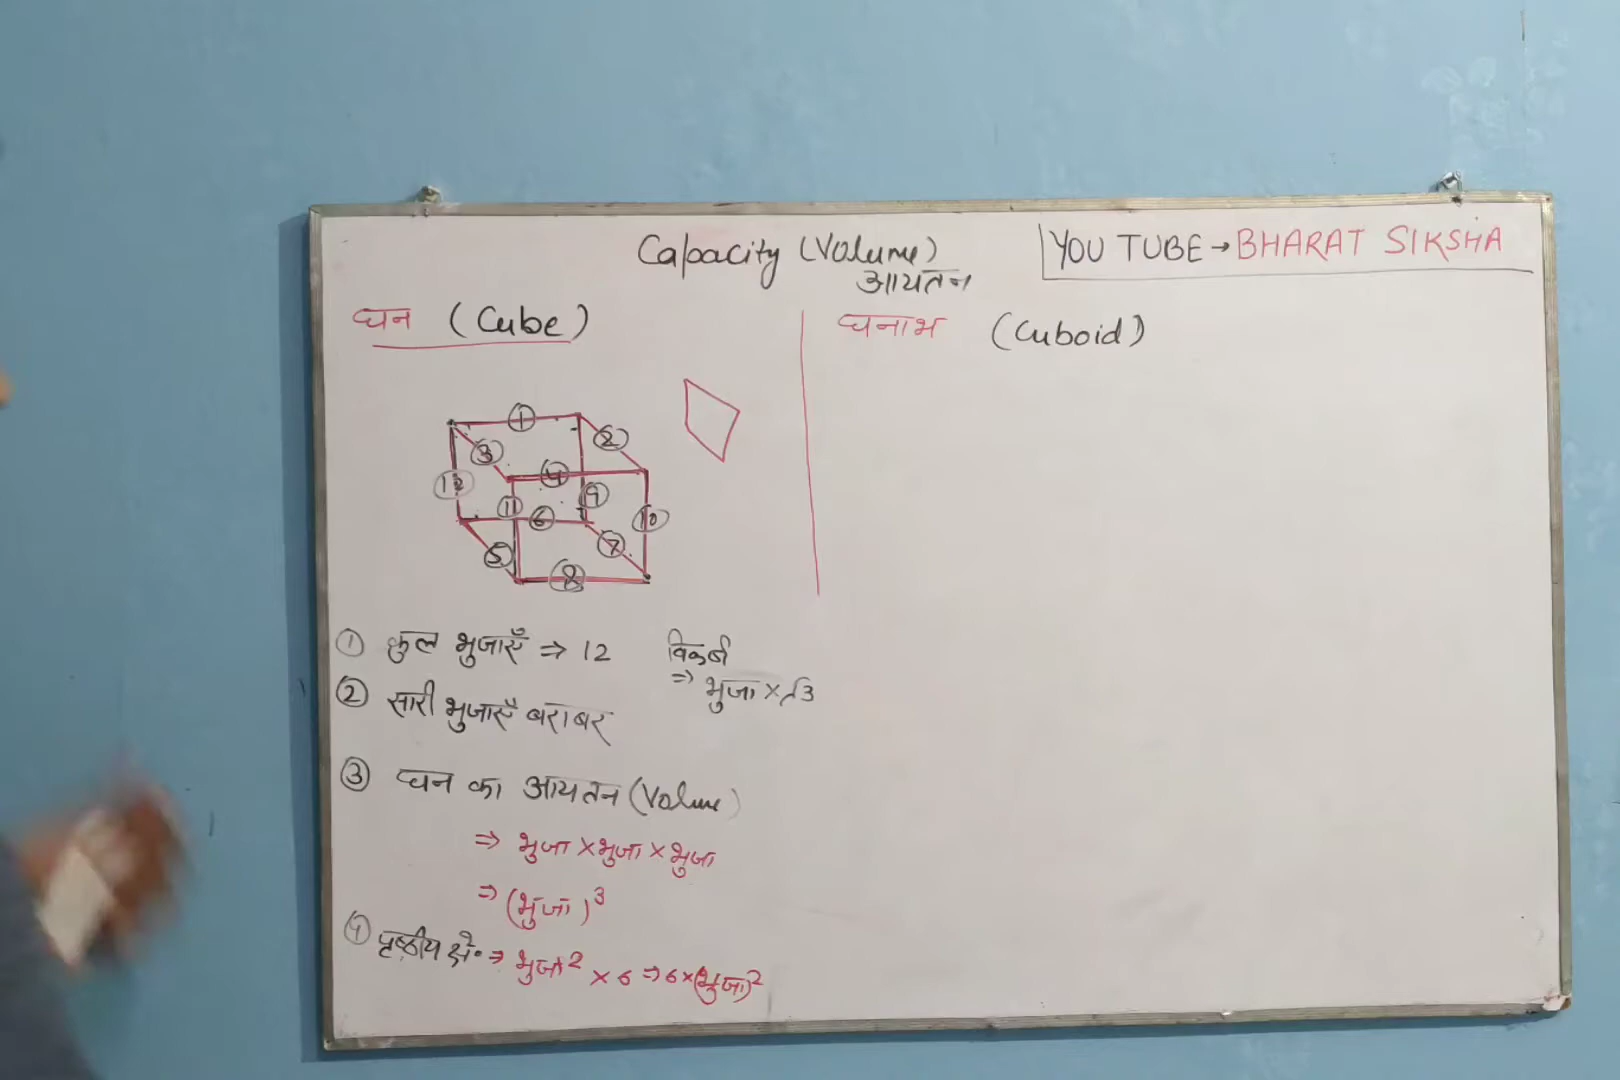 Capacity (Volume)
आयतन
YOU TUBE → BHARAT SIKSHA
घन (Cube)
घनाभ (Cuboid)
1
2
3
4
12
11
9
10
6
5
7
8
① कुल भुजाएँ ⇒ 12
② सारी भुजाएँ बराबर
विकर्ण
⇒ भुजा × √3
③ घन का आयतन (Volume)
⇒ भुजा × भुजा × भुजा
⇒ (भुजा)³
④ पृष्ठीय क्षे॰ → भुजा² × 6 ⇒ 6×(भुजा)²